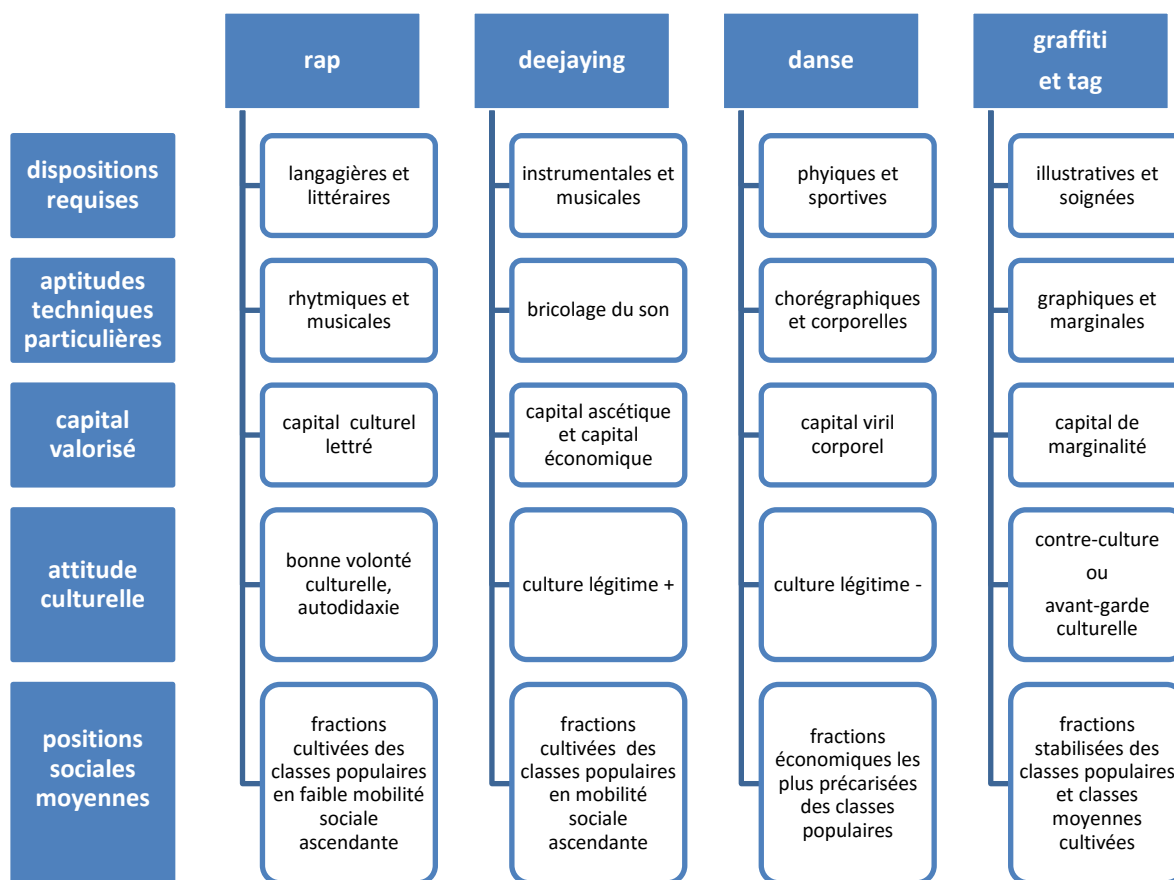 rap
deejaying
danse
graffiti
et tag
dispositions
requises
langagières et
littéraires
instrumentales et
musicales
phyiques et
sportives
illustratives et
soignées
aptitudes
techniques
particulières
rhytmiques et
musicales
bricolage du son
chorégraphiques
et corporelles
graphiques et
marginales
capital
valorisé
capital culturel
lettré
capital ascétique
et capital
économique
capital viril
corporel
capital de
marginalité
attitude
culturelle
bonne volonté
culturelle,
autodidaxie
culture légitime +
culture légitime -
contre-culture
ou
avant-garde
culturelle
positions
sociales
moyennes
fractions
cultivées des
classes populaires
en faible mobilité
sociale
ascendante
fractions
cultivées des
classes populaires
en mobilité
sociale
ascendante
fractions
économiques les
plus précarisées
des classes
populaires
fractions
stabilisées des
classes populaires
et classes
moyennes
cultivées